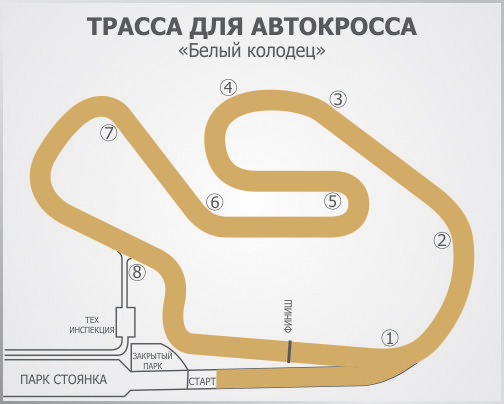 ТРАССА ДЛЯ АВТОКРОССА
«Белый колодец»
4
3
7
6
5
2
8
ТЕХ
ИНСПЕКЦИЯ
ФИНИШ
1
ЗАКРЫТЫЙ
ПАРК
ПАРК СТОЯНКА
СТАРТ